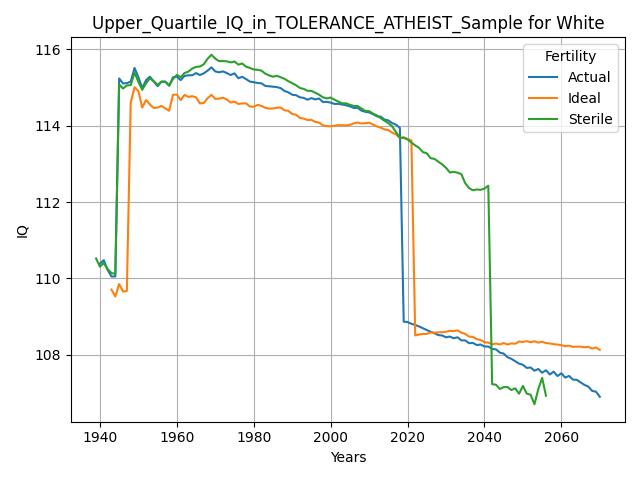 Upper_Quartile_IQ_in_TOLERANCE_ATHEIST_Sample for White
Fertility
Actual
Ideal
Sterile
IQ
116
114
112
110
108
1940 1960 1980 2000 2020 2040 2060
Years